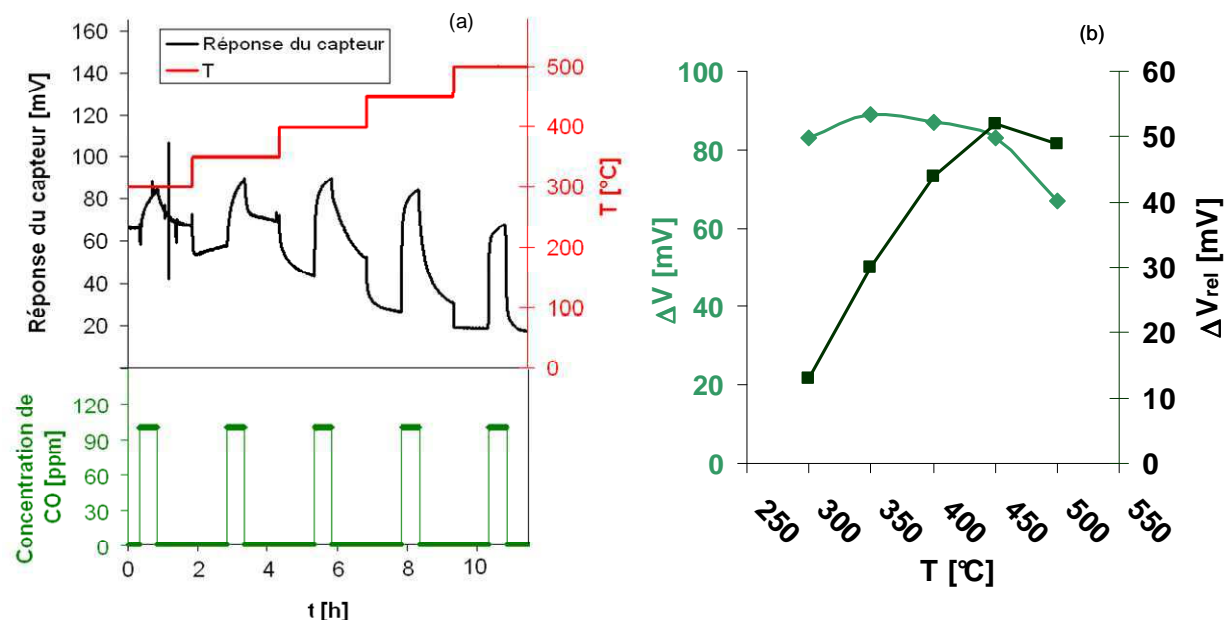 (a)
Réponse du capteur
T
Réponse du capteur [mV]
160
140
120
100
80
60
40
20
T [°C]
500
400
300
200
100
0
Concentration de
CO [ppm]
120
90
60
30
0
0 2 4 6 8 10
t [h]
(b)
ΔV [mV]
100
80
60
40
20
0
ΔVrel [mV]
60
50
40
30
20
10
0
250 300 350 400 450 500 550
T [°C]